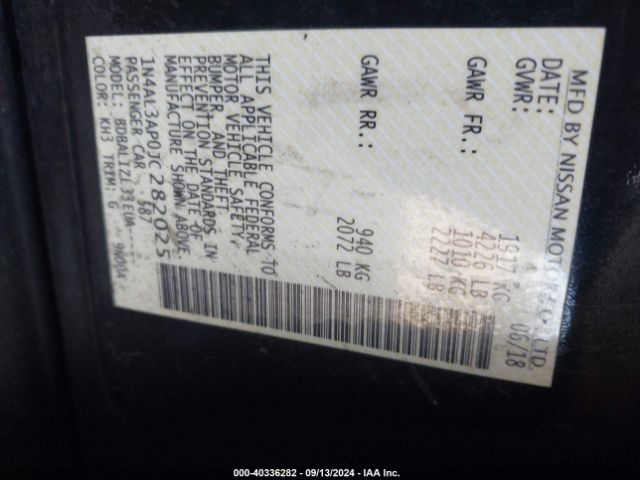 MFD BY NISSAN MOTOR CO., LTD.
DATE: 06/18
GVWR: 1917 KG
4226 LB
GAWR FR.: 1010 KG
2227 LB
GAWR RR.: 940 KG
2072 LB
THIS VEHICLE CONFORMS TO
ALL APPLICABLE FEDERAL
MOTOR VEHICLE SAFETY,
BUMPER, AND THEFT
PREVENTION STANDARDS IN
EFFECT ON THE DATE OF
MANUFACTURE SHOWN ABOVE.
1N4AL3AP0JC282025
PASSENGER CAR 587
MODEL:
COLOR: KH3 TRIM: G
000-40336282 - 09/13/2024 - IAA Inc.